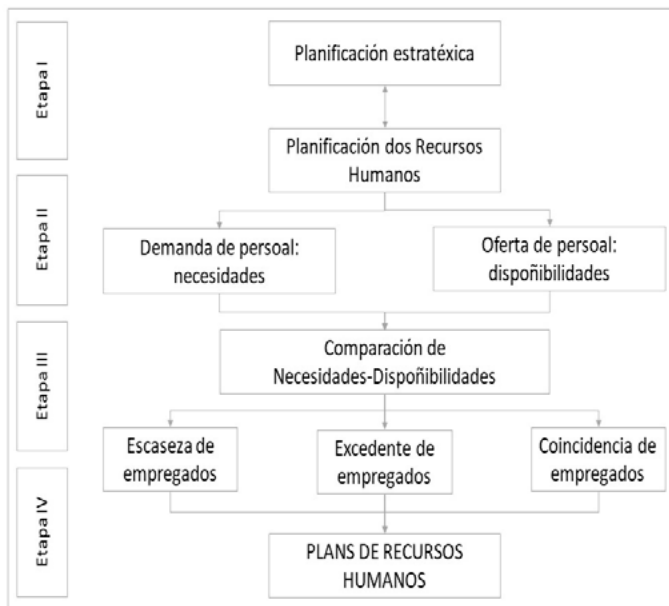 Etapa I
Planificación estratéxica
Planificación dos Recursos
Humanos
Etapa II
Demanda de persoal:
necesidades
Oferta de persoal:
dispoñibilidades
Etapa III
Comparación de
Necesidades-Dispoñibilidades
Escaseza de
empregados
Excedente de
empregados
Coincidencia de
empregados
Etapa IV
PLANS DE RECURSOS
HUMANOS